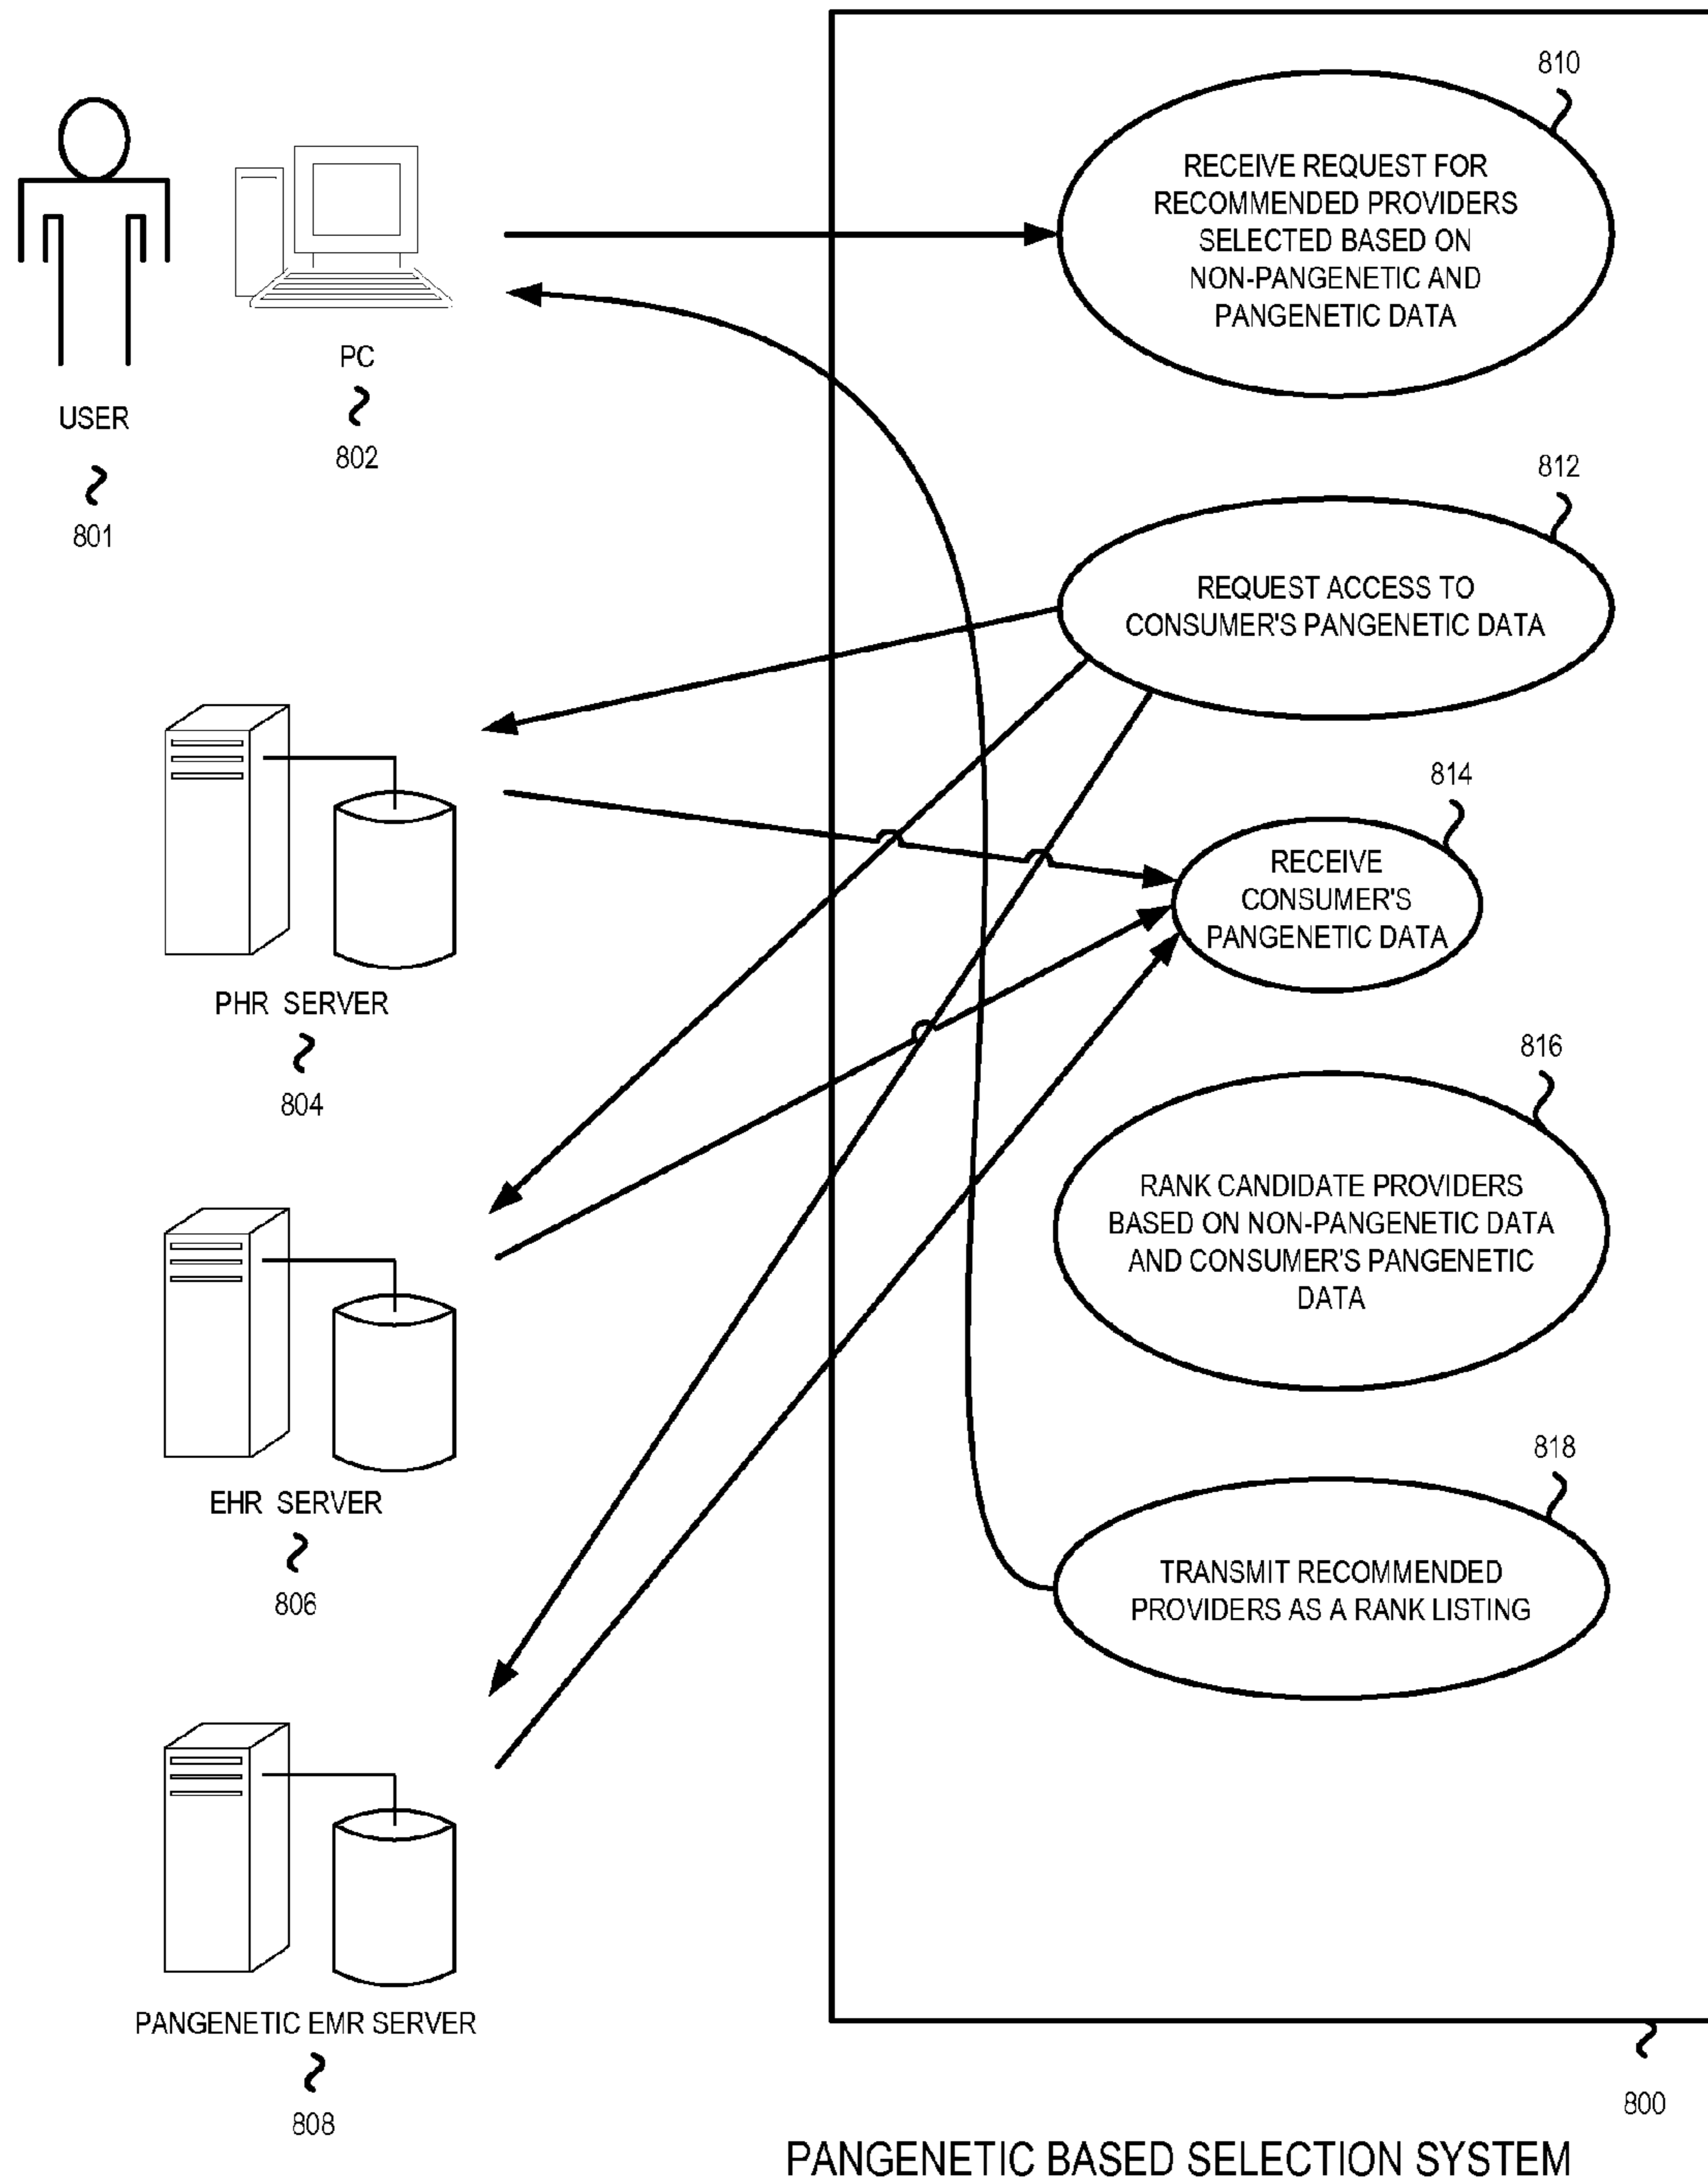 810
RECEIVE REQUEST FOR
RECOMMENDED PROVIDERS
SELECTED BASED ON
NON-PANGENETIC AND
PANGENETIC DATA
PC
802
USER
801
812
REQUEST ACCESS TO
CONSUMER'S PANGENETIC DATA
814
RECEIVE
CONSUMER'S
PANGENETIC DATA
PHR SERVER
804
816
RANK CANDIDATE PROVIDERS
BASED ON NON-PANGENETIC DATA
AND CONSUMER'S PANGENETIC
DATA
EHR SERVER
806
818
TRANSMIT RECOMMENDED
PROVIDERS AS A RANK LISTING
PANGENETIC EMR SERVER
808
800
PANGENETIC BASED SELECTION SYSTEM